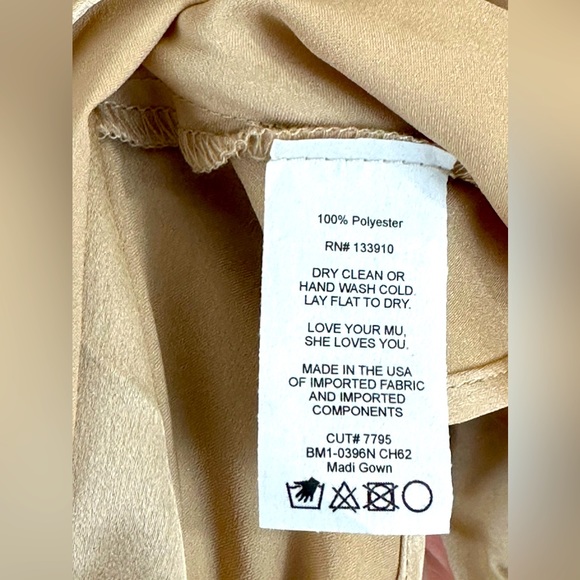 100% Polyester
RN# 133910
DRY CLEAN OR
HAND WASH COLD.
LAY FLAT TO DRY.
LOVE YOUR MU,
SHE LOVES YOU.
MADE IN THE USA
OF IMPORTED FABRIC
AND IMPORTED
COMPONENTS
CUT# 7795
BM1-0396N CH62
Madi Gown